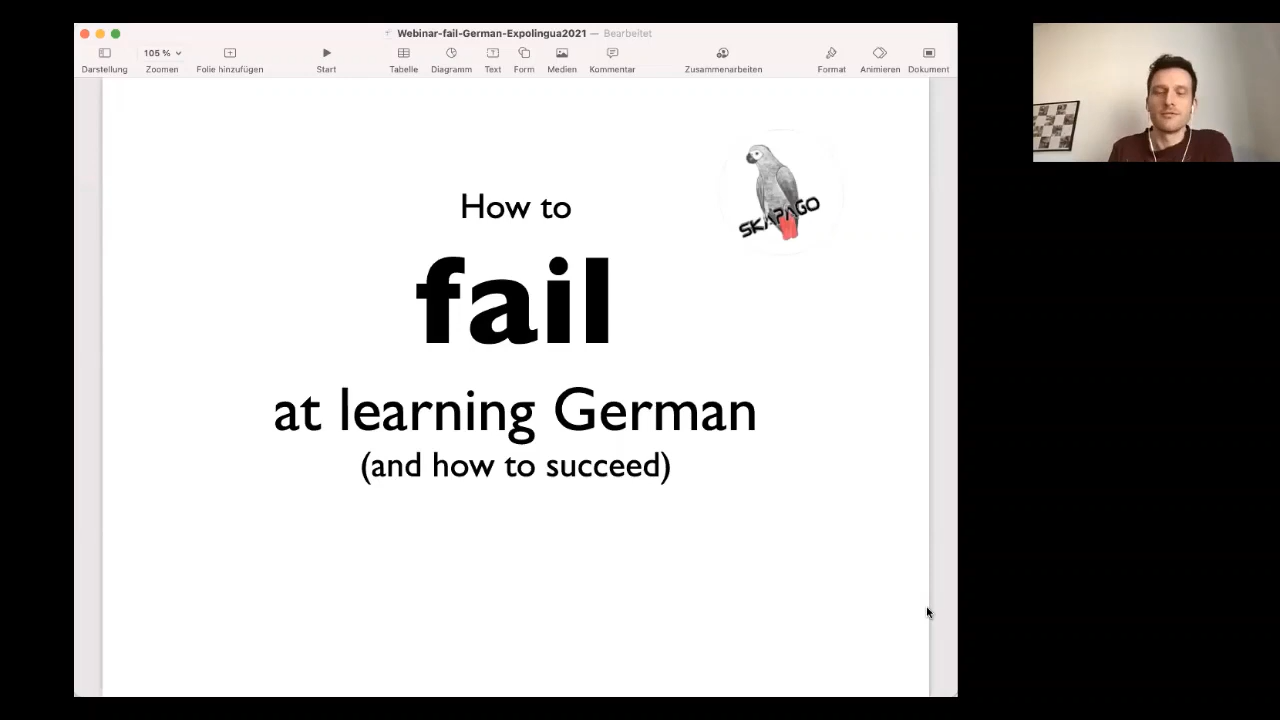 Webinar-fail-German-Expolingua2021 — Bearbeitet
105 %
Darstellung Zoomen Folie hinzufügen Start Tabelle Diagramm Text Form Medien Kommentar Zusammenarbeiten Format Animieren Dokument
SKAPAGO
How to
fail
at learning German
(and how to succeed)